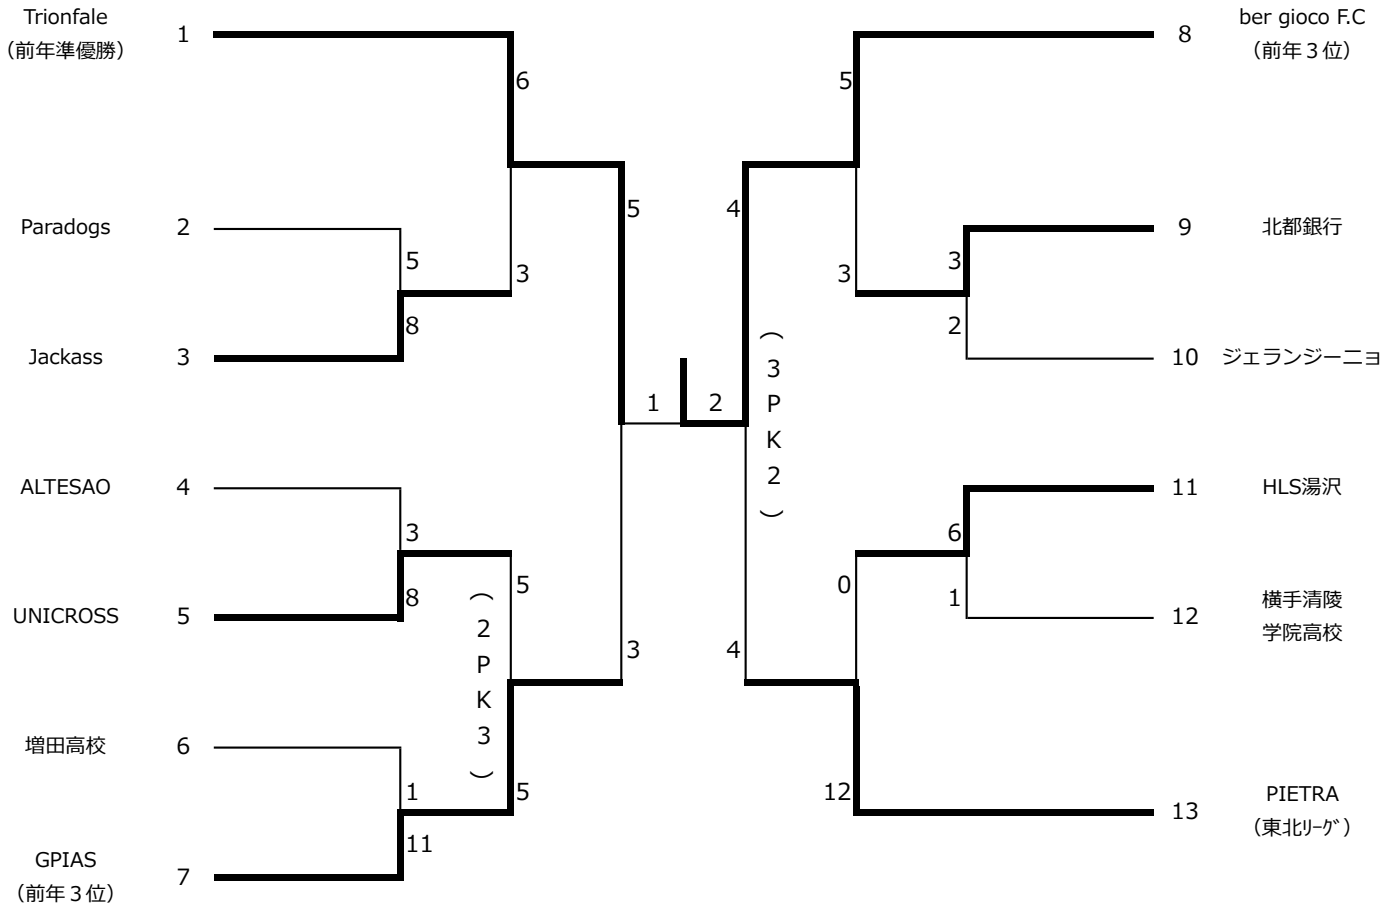 Trionfale
（前年準優勝）
1
6
5
8
ber gioco F.C
（前年３位）
Paradogs
2
5
4
9
北都銀行
5
3
3
3
8
2
Jackass
3
10
ジェランジーニョ
（3PK2）
1
2
ALTESAO
4
11
HLS湯沢
3
6
5
0
8
1
UNICROSS
5
12
横手清陵
学院高校
（2PK3）
3
4
増田高校
6
1
5
12
11
13
PIETRA
（東北ﾘｰｸﾞ）
GPIAS
（前年３位）
7